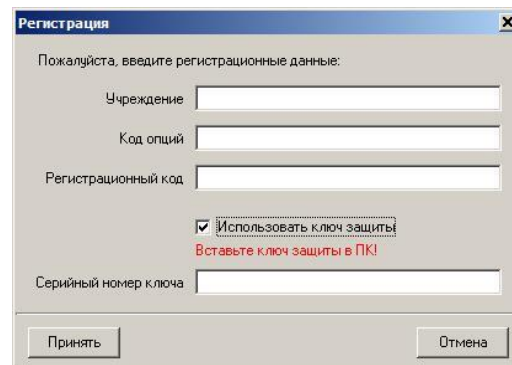 Регистрация
Пожалуйста, введите регистрационные данные:
Учреждение
Код опций
Регистрационный код
Использовать ключ защиты
Вставьте ключ защиты в ПК!
Серийный номер ключа
Принять
Отмена